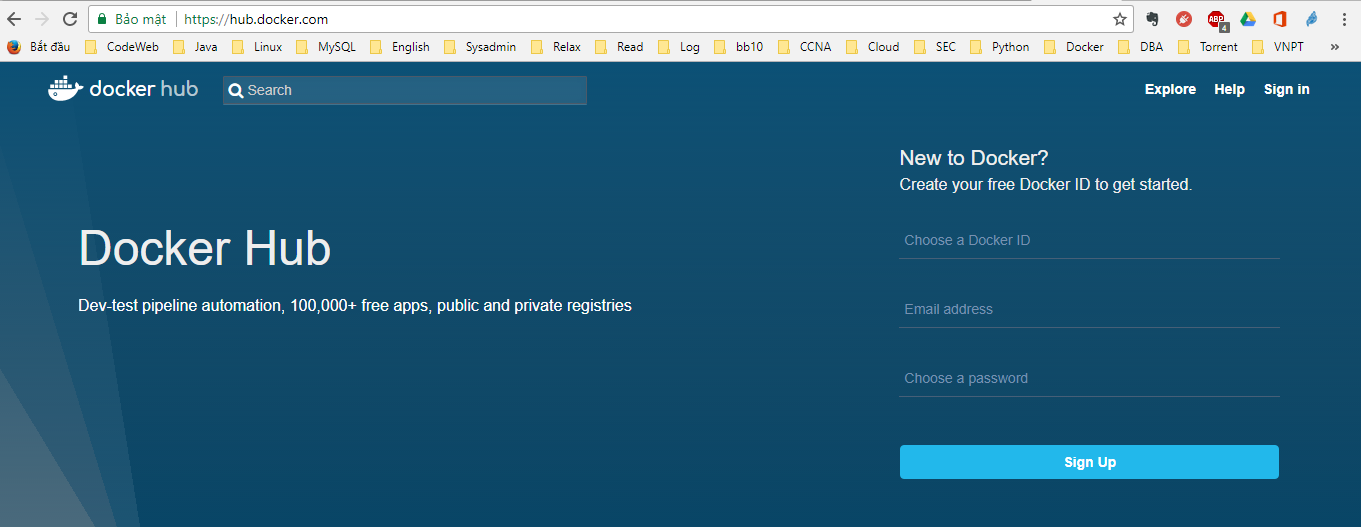 Bảo mật https://hub.docker.com ABP 4
Bắt đầu CodeWeb Java Linux MySQL English Sysadmin Relax Read Log bb10 CCNA Cloud SEC Python Docker DBA Torrent VNPT »
docker hub Search Explore Help Sign in
New to Docker?
Create your free Docker ID to get started.
Choose a Docker ID
Docker Hub
Dev-test pipeline automation, 100,000+ free apps, public and private registries
Email address
Choose a password
Sign Up